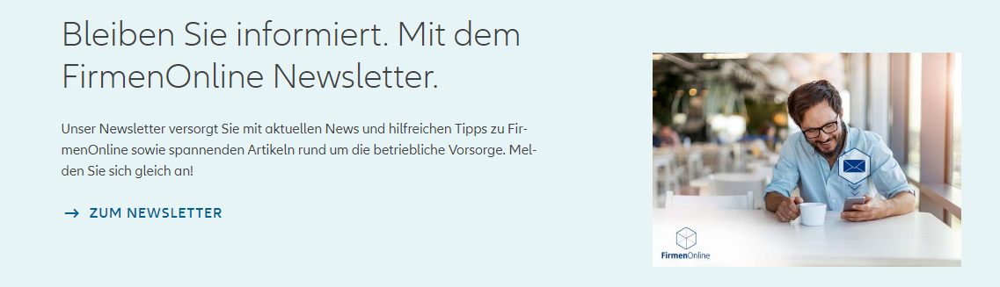 Bleiben Sie informiert. Mit dem
FirmenOnline Newsletter.
Unser Newsletter versorgt Sie mit aktuellen News und hilfreichen Tipps zu Fir-
menOnline sowie spannenden Artikeln rund um die betriebliche Vorsorge. Mel-
den Sie sich gleich an!
→ ZUM NEWSLETTER
FirmenOnline